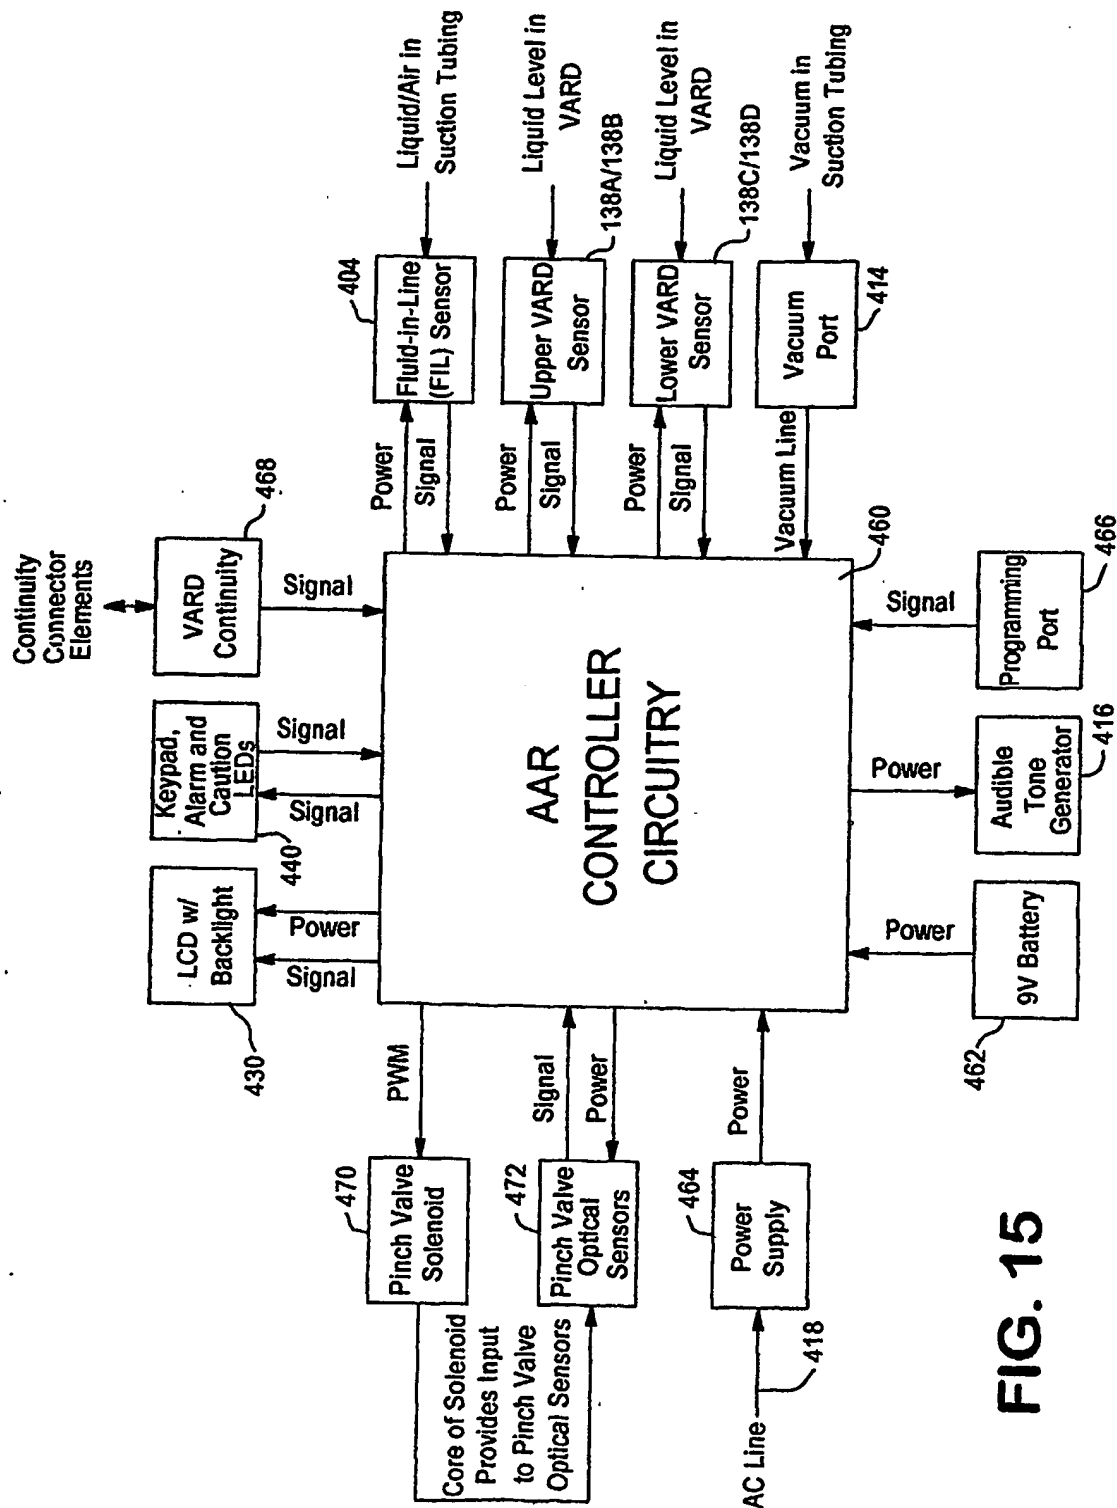 Continuity
Connector
Elements
LCD w/
Backlight
430
Keypad,
Alarm and
Caution
LEDs
440
VARD
Continuity
468
Signal
Power
Signal
Signal
Signal
Pinch Valve
Solenoid
470
PWM
Core of Solenoid
Provides Input
to Pinch Valve
Optical Sensors
Pinch Valve
Optical
Sensors
472
Signal
Power
AC Line
418
Power
Supply
464
Power
AAR
CONTROLLER
CIRCUITRY
460
Power
Signal
Fluid-in-Line
(FIL) Sensor
404
Liquid/Air in
Suction Tubing
Power
Signal
Upper VARD
Sensor
138A/138B
Liquid Level in
VARD
Power
Signal
Lower VARD
Sensor
138C/138D
Liquid Level in
VARD
Vacuum Line
Vacuum
Port
414
Vacuum in
Suction Tubing
Power
9V Battery
462
Power
Audible
Tone
Generator
416
Signal
Programming
Port
466
FIG. 15